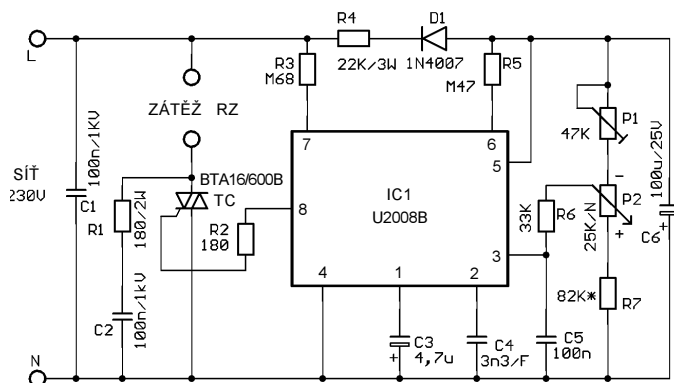 L
R4
22K/3W
D1
1N4007
R3
M68
R5
M47
ZÁTĚŽ RZ
SÍŤ
230V
100n/1KV
C1
R1
180/2W
C2
100n/1kV
BTA16/600B
TC
R2
180
7
6
5
8
IC1
U2008B
3
4
1
2
C3
4,7u
+
C4
3n3/F
C5
100n
R6
33K
P1
47K
-
P2
25K/N
+
82K*
R7
100u/25V
C6
+
N